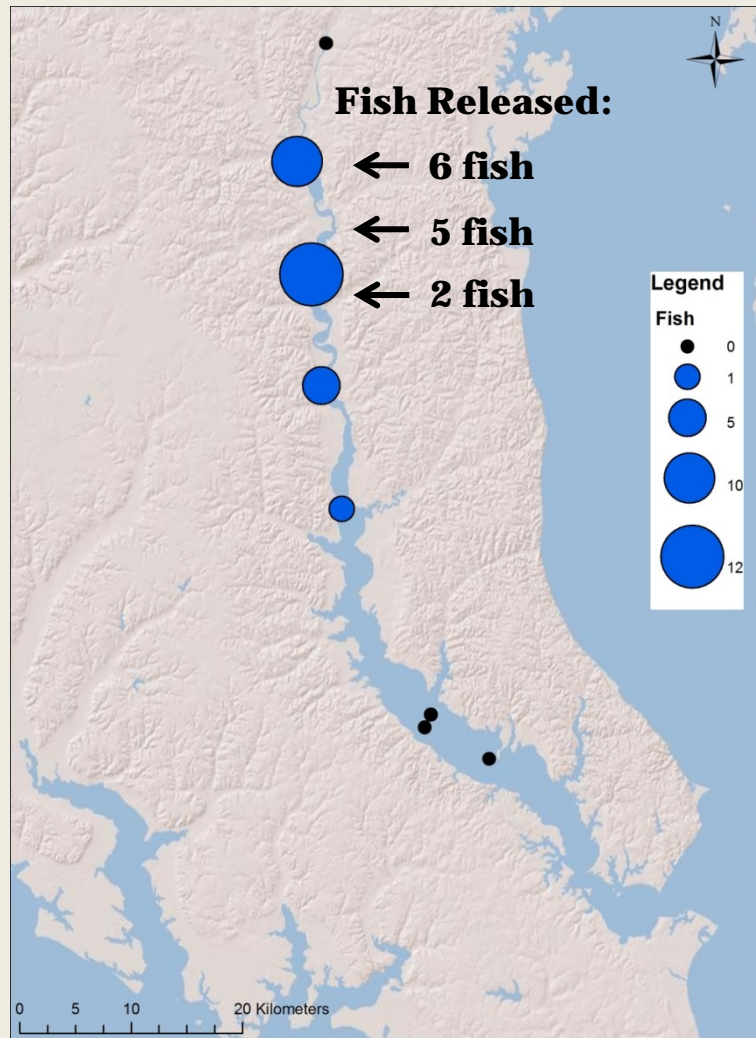 N
Fish Released:
← 6 fish
← 5 fish
← 2 fish
Legend
Fish
0
1
5
10
12
0 5 10 20 Kilometers